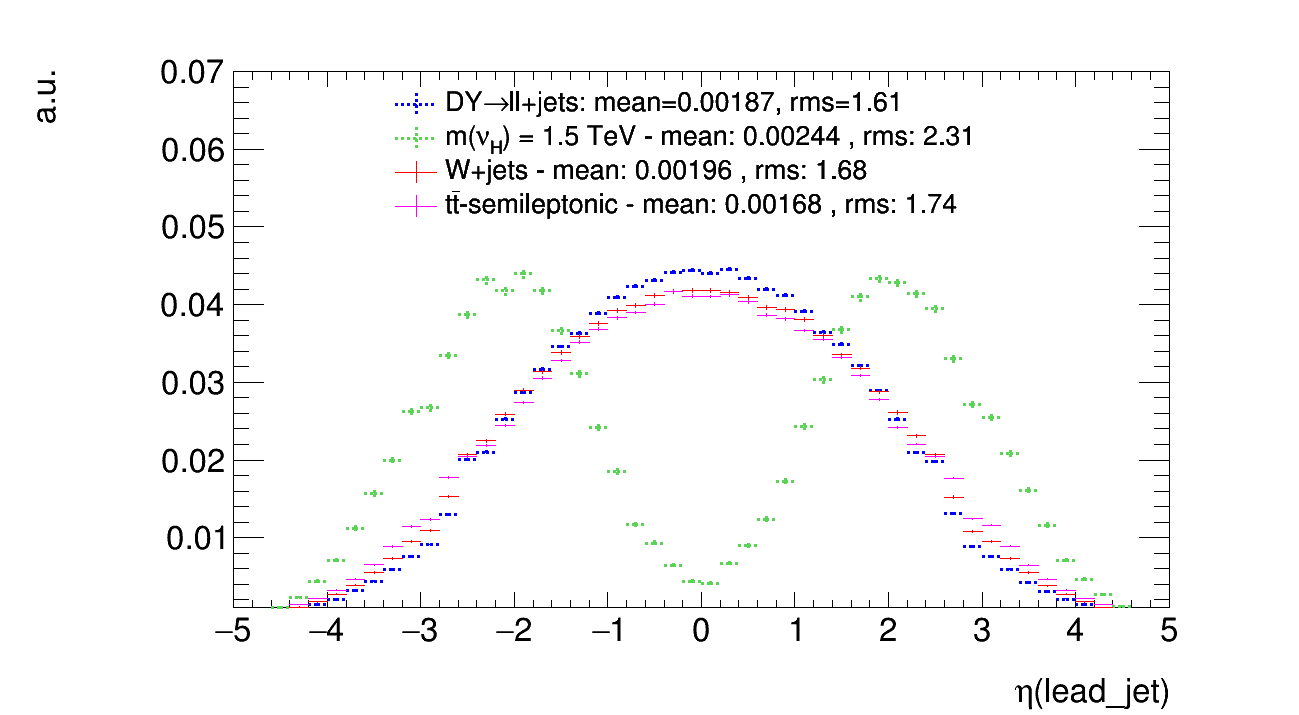 a.u.
0.07
0.06
0.05
0.04
0.03
0.02
0.01
DY→ll+jets: mean=0.00187, rms=1.61
m(ν_H) = 1.5 TeV - mean: 0.00244 , rms: 2.31
W+jets - mean: 0.00196 , rms: 1.68
tt̄-semileptonic - mean: 0.00168 , rms: 1.74
−5 −4 −3 −2 −1 0 1 2 3 4 5
η(lead_jet)